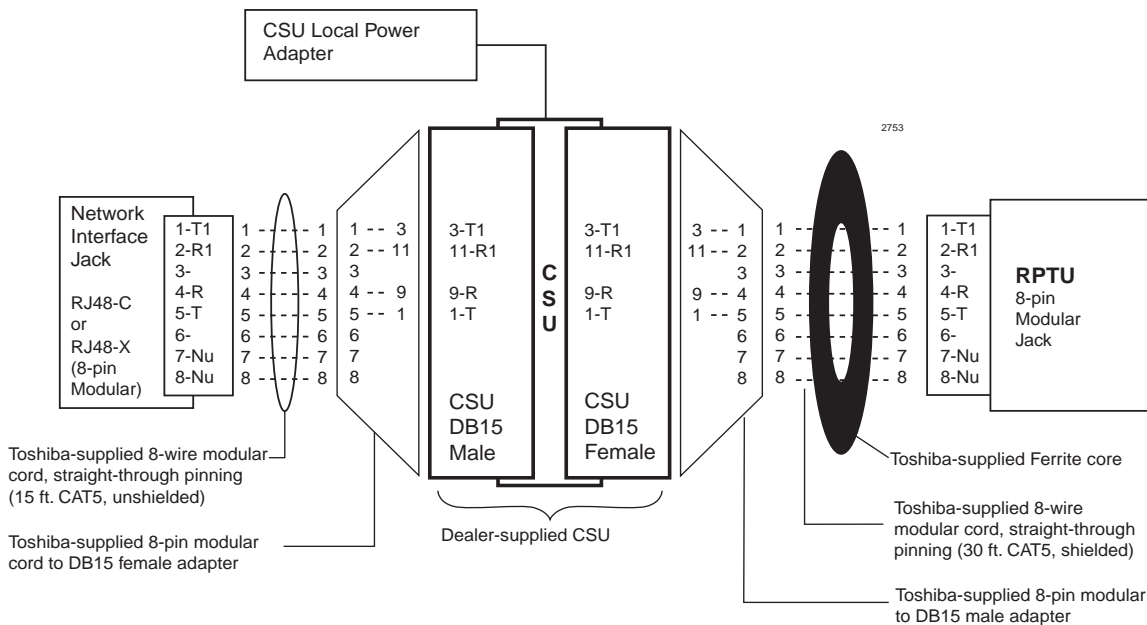 CSU Local Power
Adapter
2753
Network
Interface
Jack
RJ48-C
or
RJ48-X
(8-pin
Modular)
1-T1
2-R1
3-
4-R
5-T
6-
7-Nu
8-Nu
1 1
2 2
3 3
4 4
5 5
6 6
7 7
8 8
1 3
2 11
3
4 9
5 1
6
7
8
3-T1
11-R1
9-R
1-T
CSU
DB15
Male
C
S
U
3-T1
11-R1
9-R
1-T
CSU
DB15
Female
3 1
11 2
3
9 4
1 5
6
7
8
1 1
2 2
3 3
4 4
5 5
6 6
7 7
8 8
1-T1
2-R1
3-
4-R
5-T
6-
7-Nu
8-Nu
RPTU
8-pin
Modular
Jack
Toshiba-supplied 8-wire modular
cord, straight-through pinning
(15 ft. CAT5, unshielded)
Toshiba-supplied 8-pin modular
cord to DB15 female adapter
Dealer-supplied CSU
Toshiba-supplied Ferrite core
Toshiba-supplied 8-wire
modular cord, straight-through
pinning (30 ft. CAT5, shielded)
Toshiba-supplied 8-pin modular
to DB15 male adapter